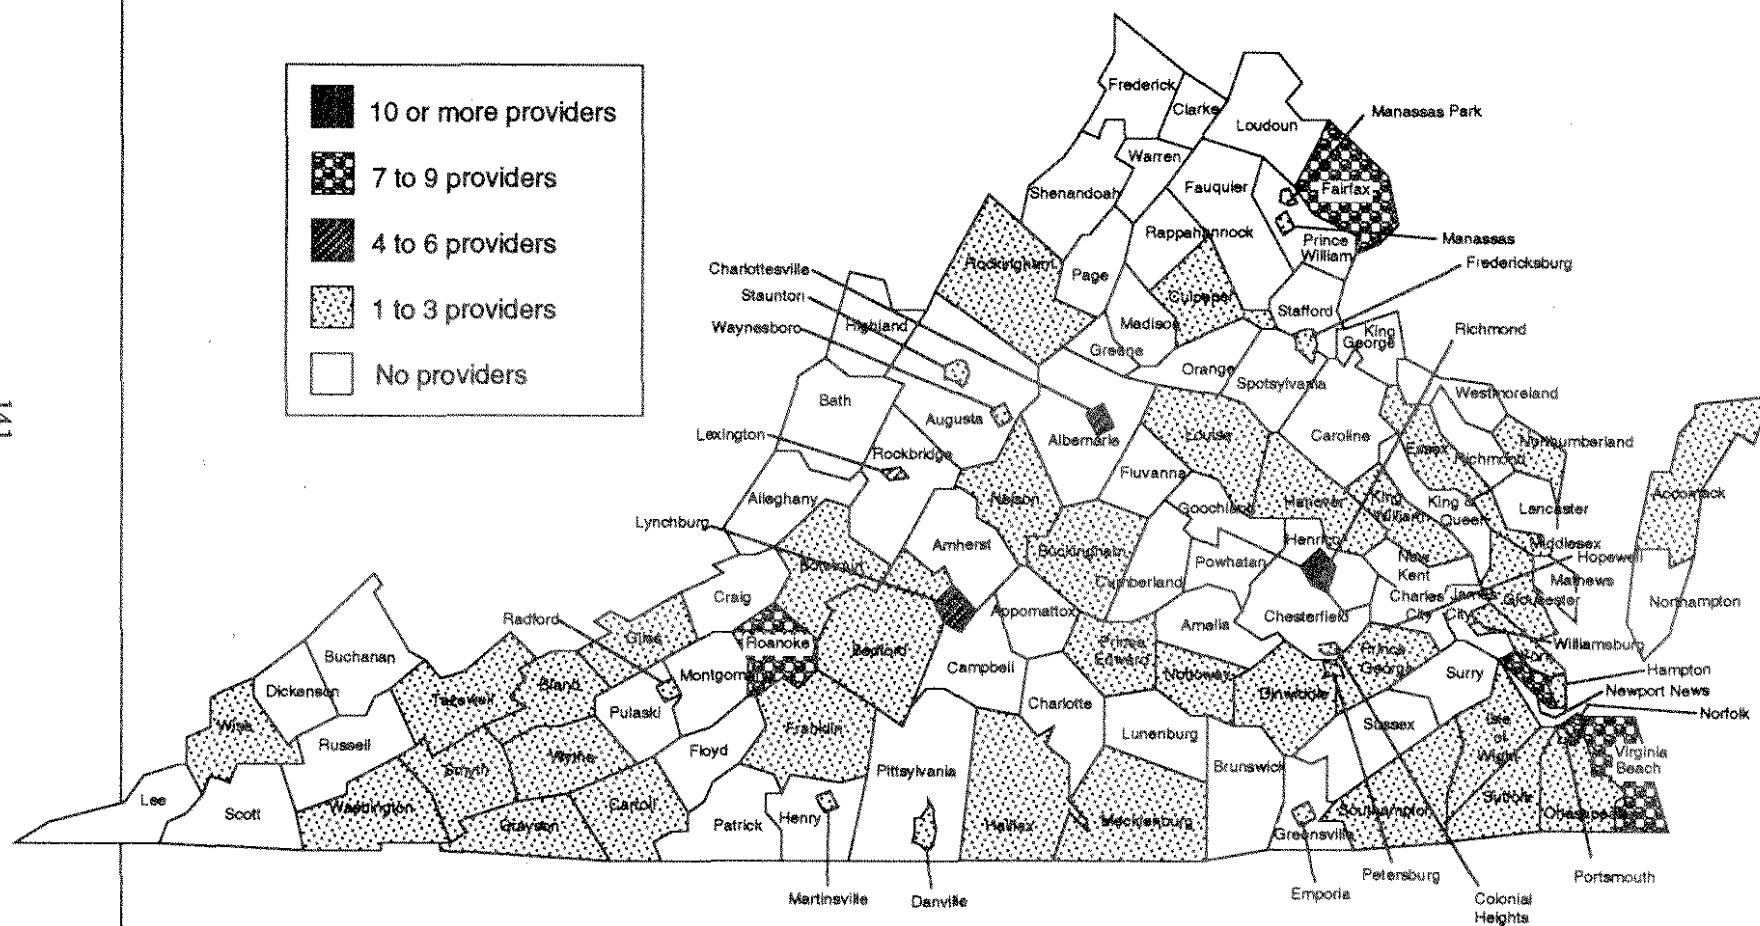 10 or more providers
7 to 9 providers
4 to 6 providers
1 to 3 providers
No providers
141
Frederick
Clarke
Loudoun
Manassas Park
Warren
Shenandoah
Fauquier
Fairfax
Rappahannock
Prince
William
Manassas
Fredericksburg
Charlottesville
Staunton
Waynesboro
Rockingham
Page
Culpeper
Stafford
Highland
Madison
Greene
King
George
Richmond
Orange
Spotsylvania
Bath
Augusta
Albemarle
Louisa
Caroline
Westmoreland
Lexington
Rockbridge
Fluvanna
Essex
Richmond
Northumberland
Alleghany
Nelson
Goochland
Hanover
King
William
King &
Queen
Lancaster
Accomack
Lynchburg
Amherst
Buckingham
Henrico
Middlesex
Botetourt
Powhatan
New
Kent
Hopewell
Cumberland
Mathews
Craig
Appomattox
Charles
City
James
City
Gloucester
Northampton
Radford
Giles
Roanoke
Bedford
Prince
Edward
Amelia
Chesterfield
Prince
George
Williamsburg
York
Buchanan
Campbell
Nottoway
Dinwiddie
Surry
Hampton
Dickenson
Tazewell
Bland
Montgomery
Newport News
Pulaski
Charlotte
Norfolk
Wise
Russell
Floyd
Franklin
Lunenburg
Sussex
Isle
of
Wight
Virginia
Beach
Smyth
Wythe
Pittsylvania
Brunswick
Lee
Scott
Washington
Grayson
Carroll
Patrick
Henry
Halifax
Mecklenburg
Greensville
Southampton
Suffolk
Chesapeake
Martinsville
Danville
Emporia
Petersburg
Colonial
Heights
Portsmouth